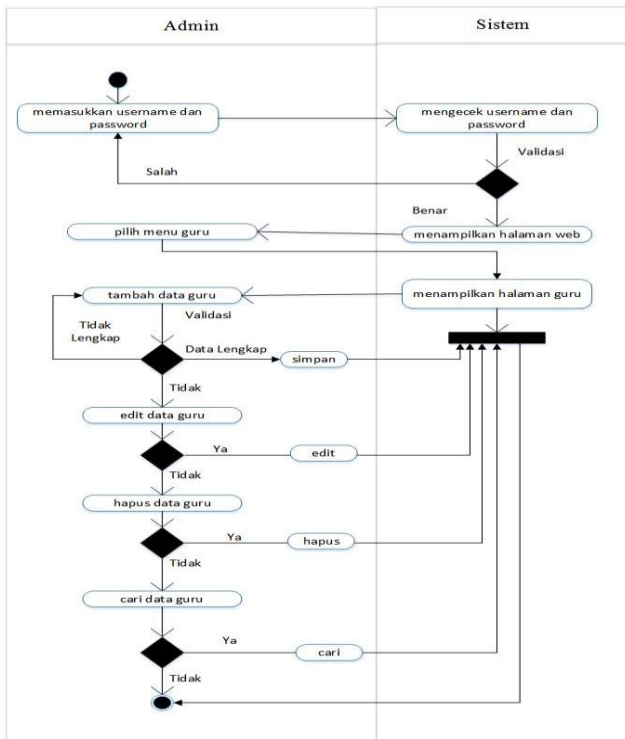 Admin
Sistem
memasukkan username dan
password
mengecek username dan
password
Validasi
Salah
Benar
pilih menu guru
menampilkan halaman web
tambah data guru
menampilkan halaman guru
Validasi
Tidak
Lengkap
Data Lengkap
simpan
Tidak
edit data guru
Ya
edit
Tidak
hapus data guru
Ya
hapus
Tidak
cari data guru
Ya
cari
Tidak